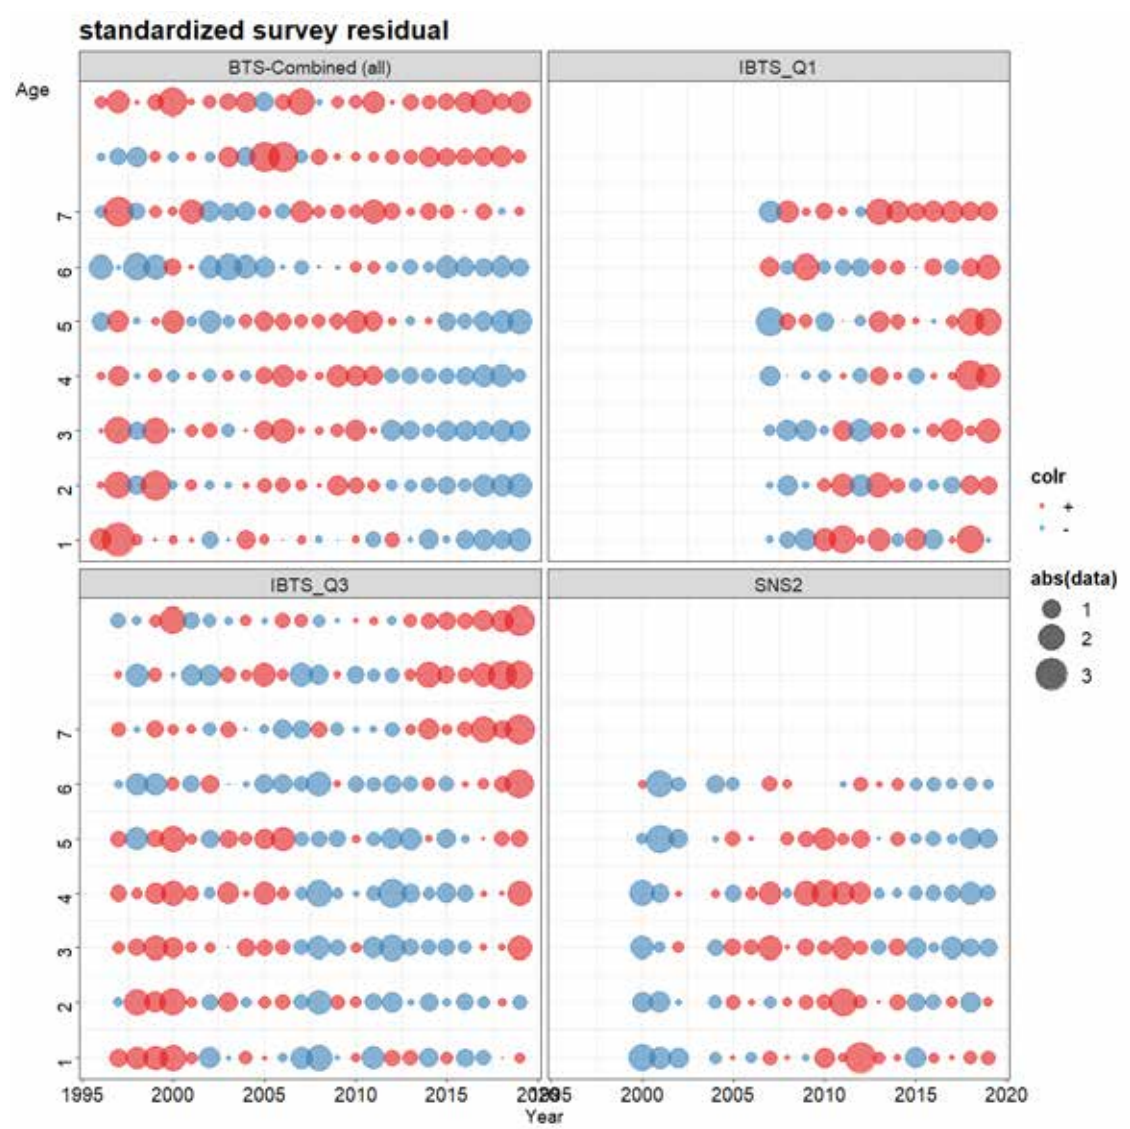 standardized survey residual
BTS-Combined (all)
IBTS_Q1
Age
7
6
5
4
3
2
1
colr
+
-
abs(data)
1
2
3
IBTS_Q3
SNS2
7
6
5
4
3
2
1
1995 2000 2005 2010 2015 2020
1995 2000 2005 2010 2015 2020
Year